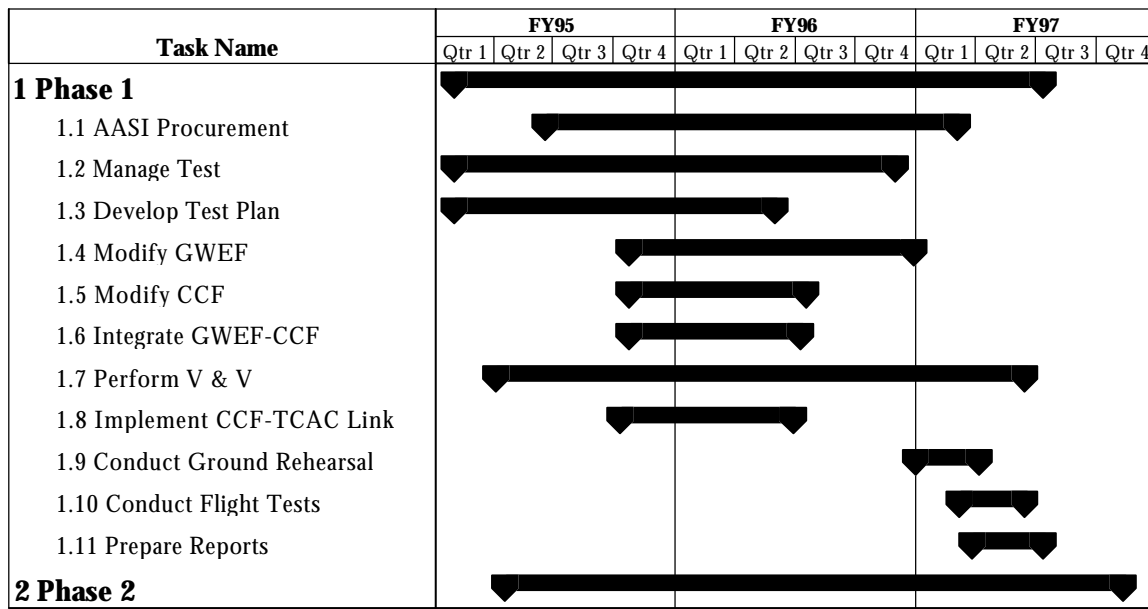 Task Name FY95 FY96 FY97
Qtr 1 Qtr 2 Qtr 3 Qtr 4 Qtr 1 Qtr 2 Qtr 3 Qtr 4 Qtr 1 Qtr 2 Qtr 3 Qtr 4
1 Phase 1
1.1 AASI Procurement
1.2 Manage Test
1.3 Develop Test Plan
1.4 Modify GWEF
1.5 Modify CCF
1.6 Integrate GWEF-CCF
1.7 Perform V & V
1.8 Implement CCF-TCAC Link
1.9 Conduct Ground Rehearsal
1.10 Conduct Flight Tests
1.11 Prepare Reports
2 Phase 2